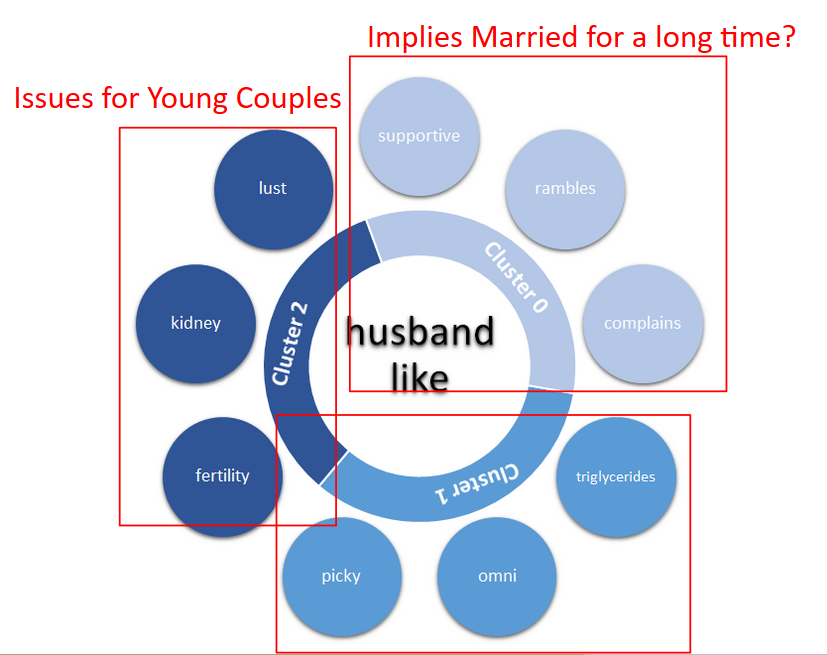 Implies Married for a long time?
Issues for Young Couples
supportive
lust
rambles
Cluster 0
kidney
Cluster 2
complains
husband
like
fertility
triglycerides
Cluster 1
picky
omni